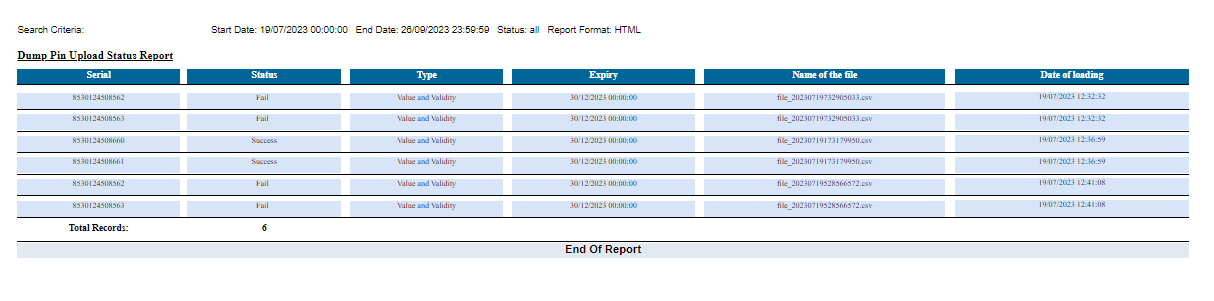 Search Criteria: Start Date: 19/07/2023 00:00:00 End Date: 26/09/2023 23:59:59 Status: all Report Format: HTML
Dump Pin Upload Status Report
Serial Status Type Expiry Name of the file Date of loading
8530124508562 Fail Value and Validity 30/12/2023 00:00:00 file_20230719732905033.csv 19/07/2023 12:32:32
8530124508563 Fail Value and Validity 30/12/2023 00:00:00 file_20230719732905033.csv 19/07/2023 12:32:32
8530124508660 Success Value and Validity 30/12/2023 00:00:00 file_20230719173179950.csv 19/07/2023 12:36:59
8530124508661 Success Value and Validity 30/12/2023 00:00:00 file_20230719173179950.csv 19/07/2023 12:36:59
8530124508562 Fail Value and Validity 30/12/2023 00:00:00 file_20230719528566572.csv 19/07/2023 12:41:08
8530124508563 Fail Value and Validity 30/12/2023 00:00:00 file_20230719528566572.csv 19/07/2023 12:41:08
Total Records: 6
End Of Report